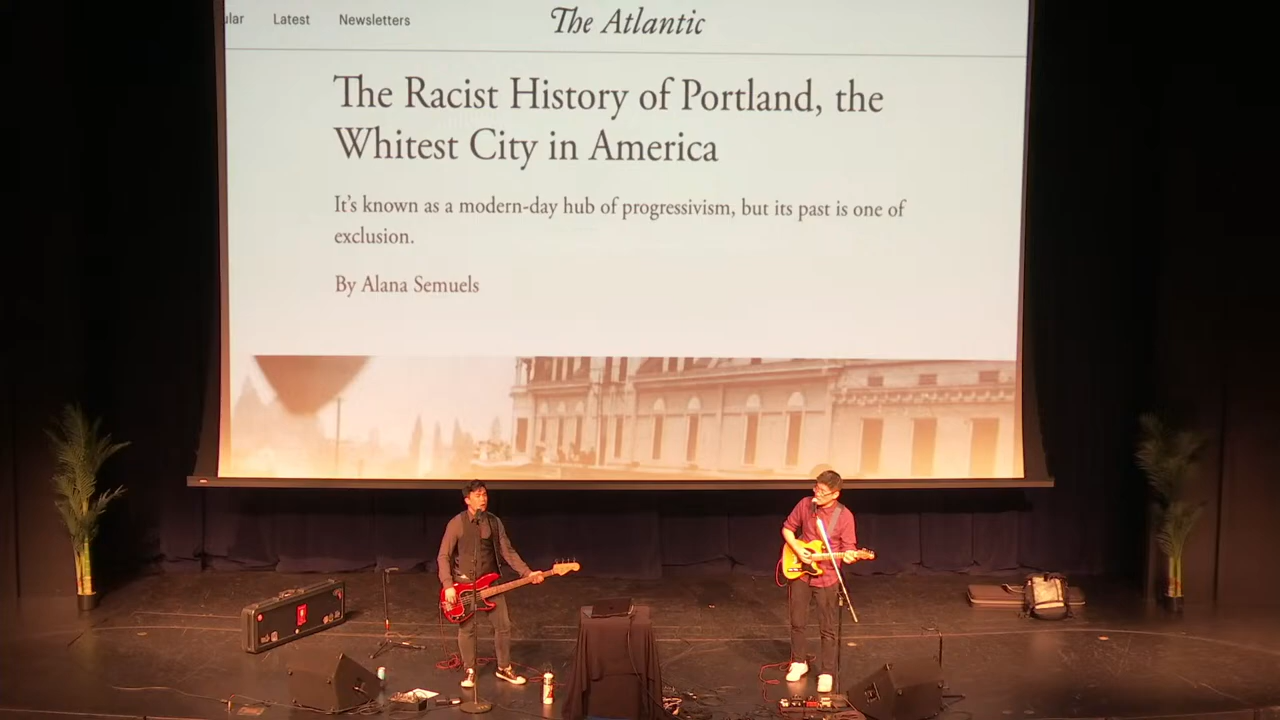 Latest Newsletters The Atlantic
The Racist History of Portland, the
Whitest City in America
It's known as a modern-day hub of progressivism, but its past is one of
exclusion.
By Alana Semuels